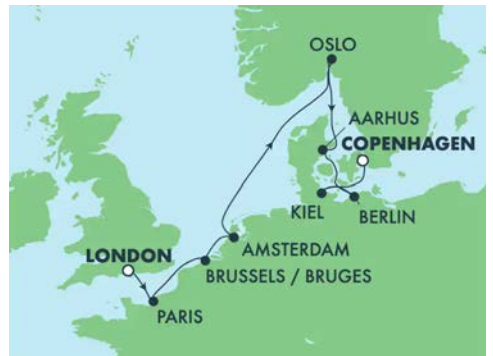 OSLO
AARHUS
COPENHAGEN
KIEL
BERLIN
AMSTERDAM
LONDON
BRUSSELS / BRUGES
PARIS